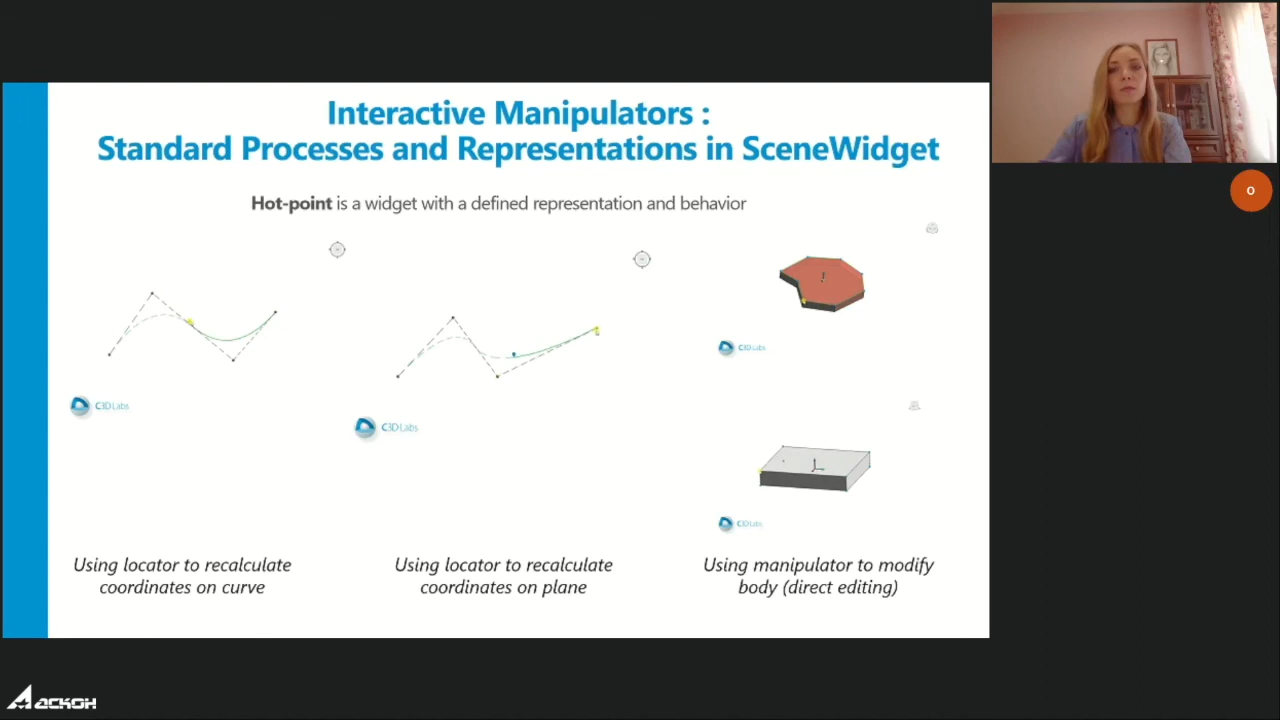 Interactive Manipulators :
Standard Processes and Representations in SceneWidget
Hot-point is a widget with a defined representation and behavior
C3D Labs
C3D Labs
C3D Labs
C3D Labs
Using locator to recalculate
coordinates on curve
Using locator to recalculate
coordinates on plane
Using manipulator to modify
body (direct editing)
O
АСКОН